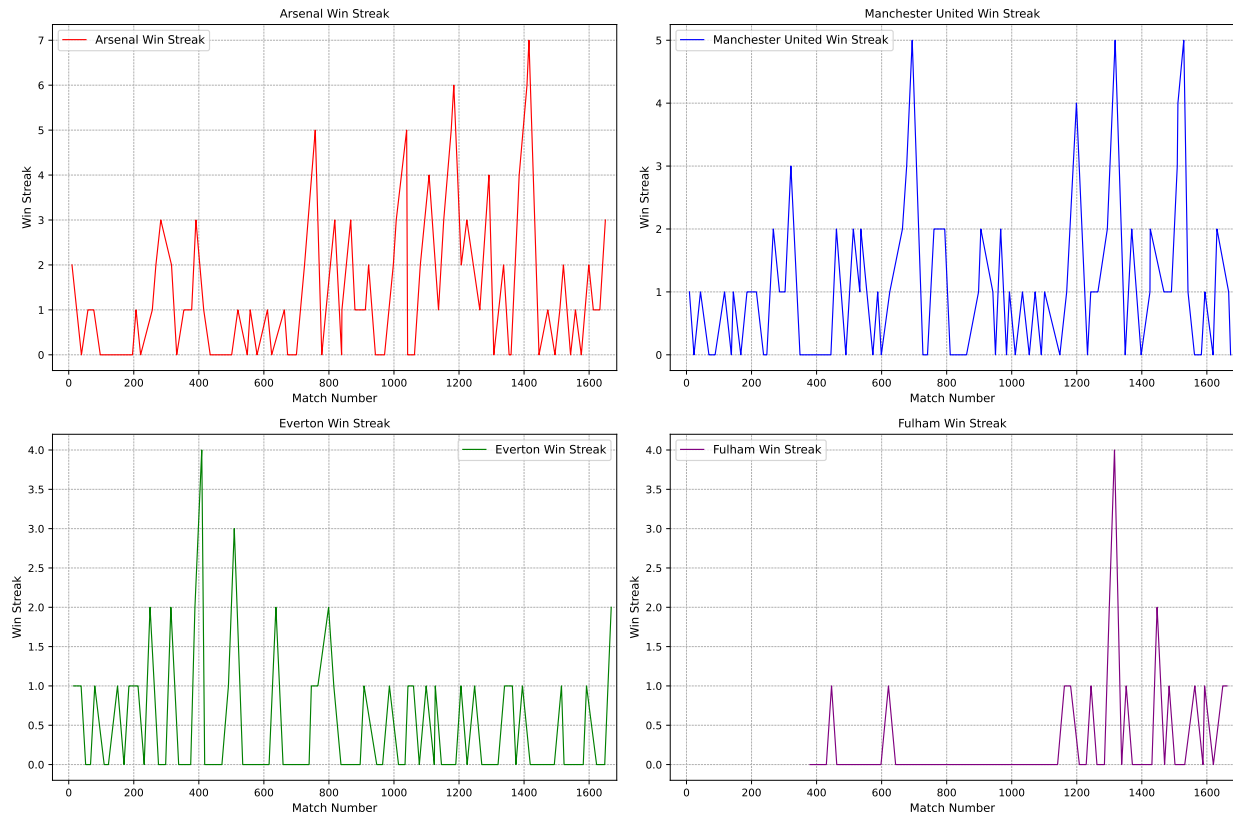 Arsenal Win Streak
Arsenal Win Streak
Win Streak
7
6
5
4
3
2
1
0
0 200 400 600 800 1000 1200 1400 1600
Match Number
Manchester United Win Streak
Manchester United Win Streak
Win Streak
5
4
3
2
1
0
0 200 400 600 800 1000 1200 1400 1600
Match Number
Everton Win Streak
Everton Win Streak
Win Streak
4.0
3.5
3.0
2.5
2.0
1.5
1.0
0.5
0.0
0 200 400 600 800 1000 1200 1400 1600
Match Number
Fulham Win Streak
Fulham Win Streak
Win Streak
4.0
3.5
3.0
2.5
2.0
1.5
1.0
0.5
0.0
0 200 400 600 800 1000 1200 1400 1600
Match Number